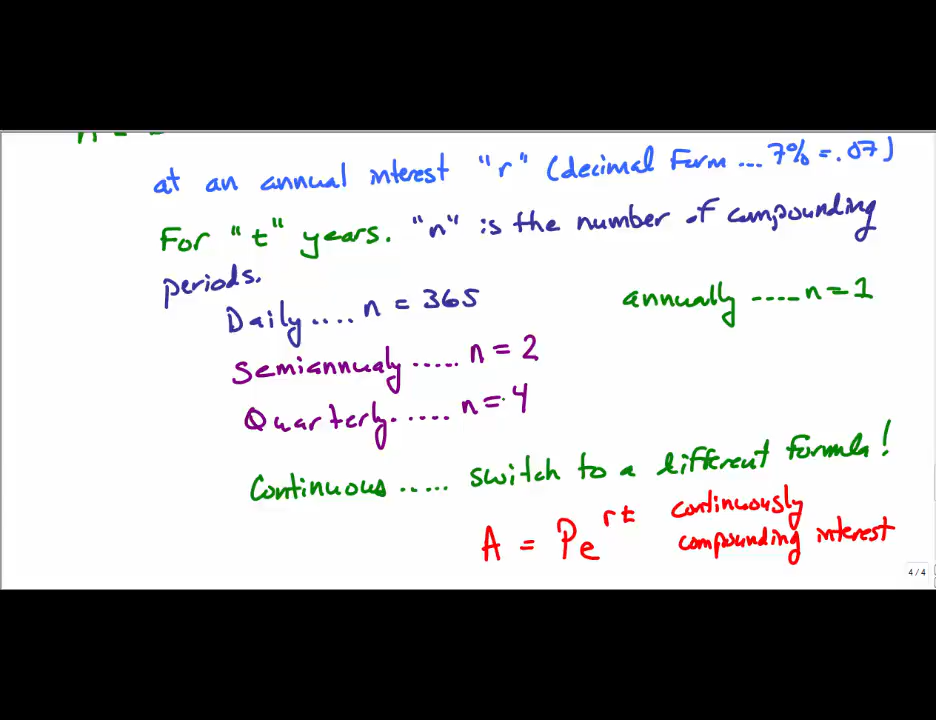 at an annual interest "r" (decimal Form ... 7% = .07)
For "t" years. "n" is the number of compounding
periods.
Daily .... n = 365
annually .... n = 1
Semiannualy ..... n = 2
Quarterly ...... n = 4
Continuous ..... switch to a different formula!
A = Pe^rt continuously
compounding interest
4 / 4